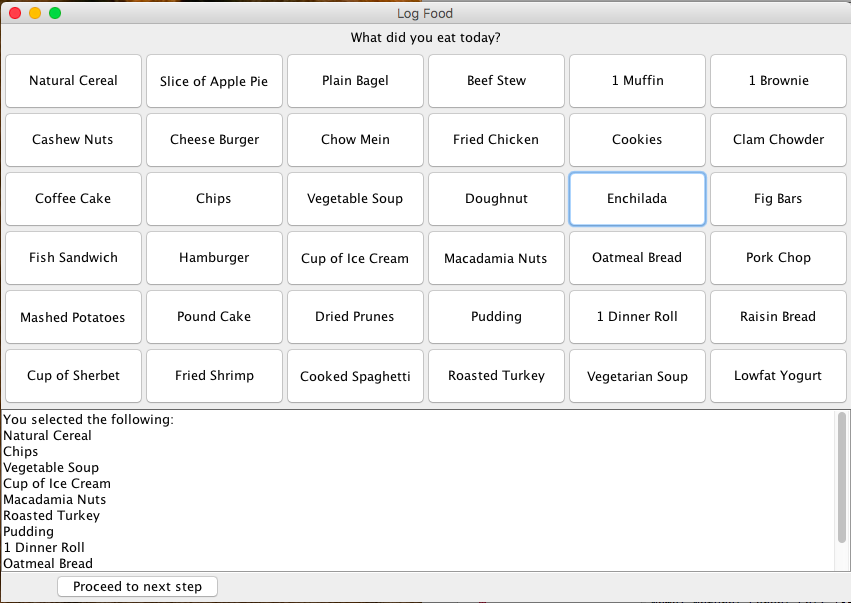 Log Food
What did you eat today?
Natural Cereal
Slice of Apple Pie
Plain Bagel
Beef Stew
1 Muffin
1 Brownie
Cashew Nuts
Cheese Burger
Chow Mein
Fried Chicken
Cookies
Clam Chowder
Coffee Cake
Chips
Vegetable Soup
Doughnut
Enchilada
Fig Bars
Fish Sandwich
Hamburger
Cup of Ice Cream
Macadamia Nuts
Oatmeal Bread
Pork Chop
Mashed Potatoes
Pound Cake
Dried Prunes
Pudding
1 Dinner Roll
Raisin Bread
Cup of Sherbet
Fried Shrimp
Cooked Spaghetti
Roasted Turkey
Vegetarian Soup
Lowfat Yogurt
You selected the following:
Natural Cereal
Chips
Vegetable Soup
Cup of Ice Cream
Macadamia Nuts
Roasted Turkey
Pudding
1 Dinner Roll
Oatmeal Bread
Proceed to next step